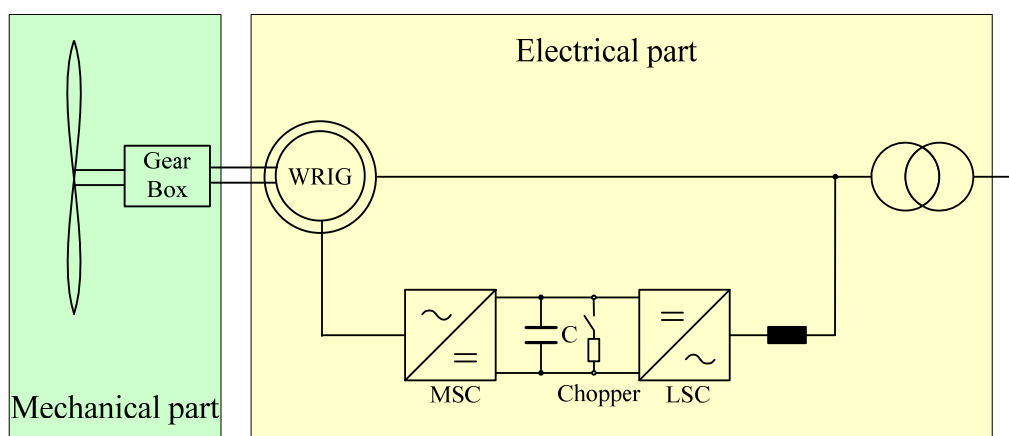 Electrical part
Gear
Box
WRIG
C
MSC
Chopper
LSC
Mechanical part